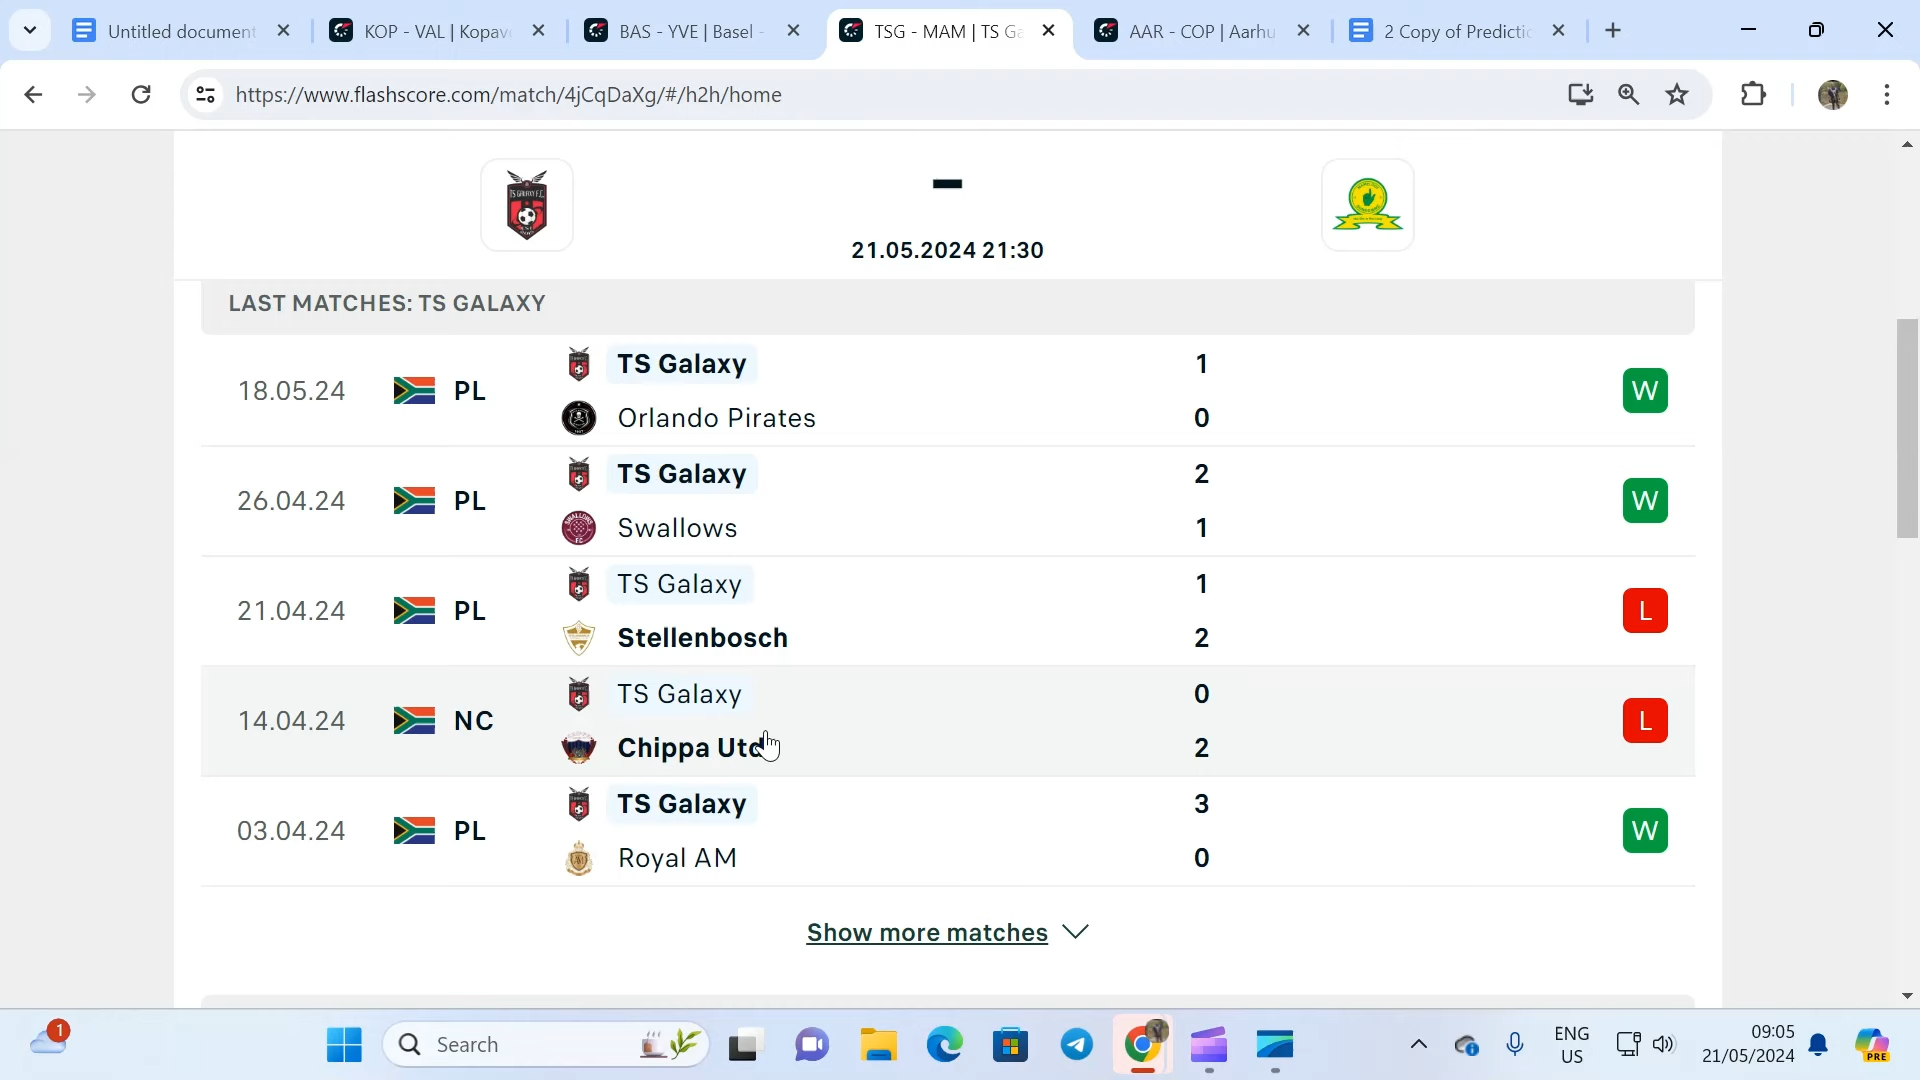 Untitled document
KOP - VAL | Kopavo
BAS - YVE | Basel -
TSG - MAM | TS Ga
AAR - COP | Aarhu
2 Copy of Predictic
https://www.flashscore.com/match/4jCqDaXg/#/h2h/home
21.05.2024 21:30
LAST MATCHES: TS GALAXY
18.05.24 PL TS Galaxy 1 W
Orlando Pirates 0
26.04.24 PL TS Galaxy 2 W
Swallows 1
21.04.24 PL TS Galaxy 1 L
Stellenbosch 2
14.04.24 NC TS Galaxy 0 L
Chippa Utd 2
03.04.24 PL TS Galaxy 3 W
Royal AM 0
Show more matches
1
Search
ENG
US
09:05
21/05/2024
PRE